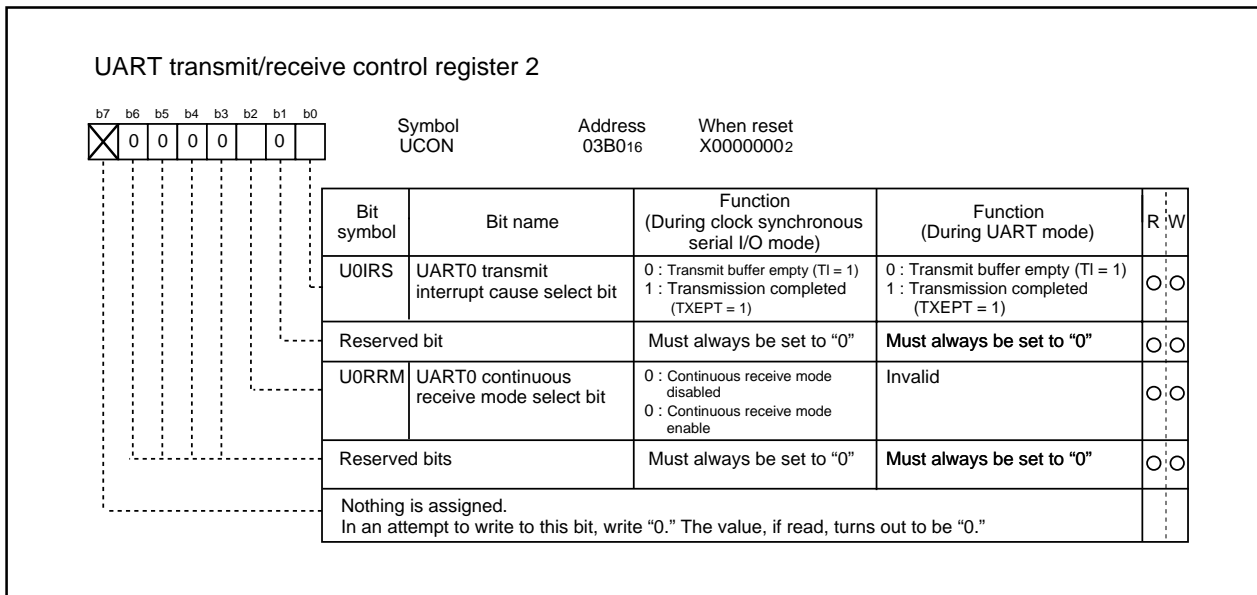 UART transmit/receive control register 2
b7 b6 b5 b4 b3 b2 b1 b0
0 0 0 0 0
Symbol Address When reset
UCON 03B016 X00000002
Bit symbol
Bit name
Function
(During clock synchronous
serial I/O mode)
Function
(During UART mode)
R W
U0IRS
UART0 transmit
interrupt cause select bit
0 : Transmit buffer empty (TI = 1)
1 : Transmission completed
(TXEPT = 1)
0 : Transmit buffer empty (TI = 1)
1 : Transmission completed
(TXEPT = 1)
Reserved bit
Must always be set to “0”
Must always be set to “0”
U0RRM
UART0 continuous
receive mode select bit
0 : Continuous receive mode
disabled
0 : Continuous receive mode
enable
Invalid
Reserved bits
Must always be set to “0”
Must always be set to “0”
Nothing is assigned.
In an attempt to write to this bit, write “0.” The value, if read, turns out to be “0.”